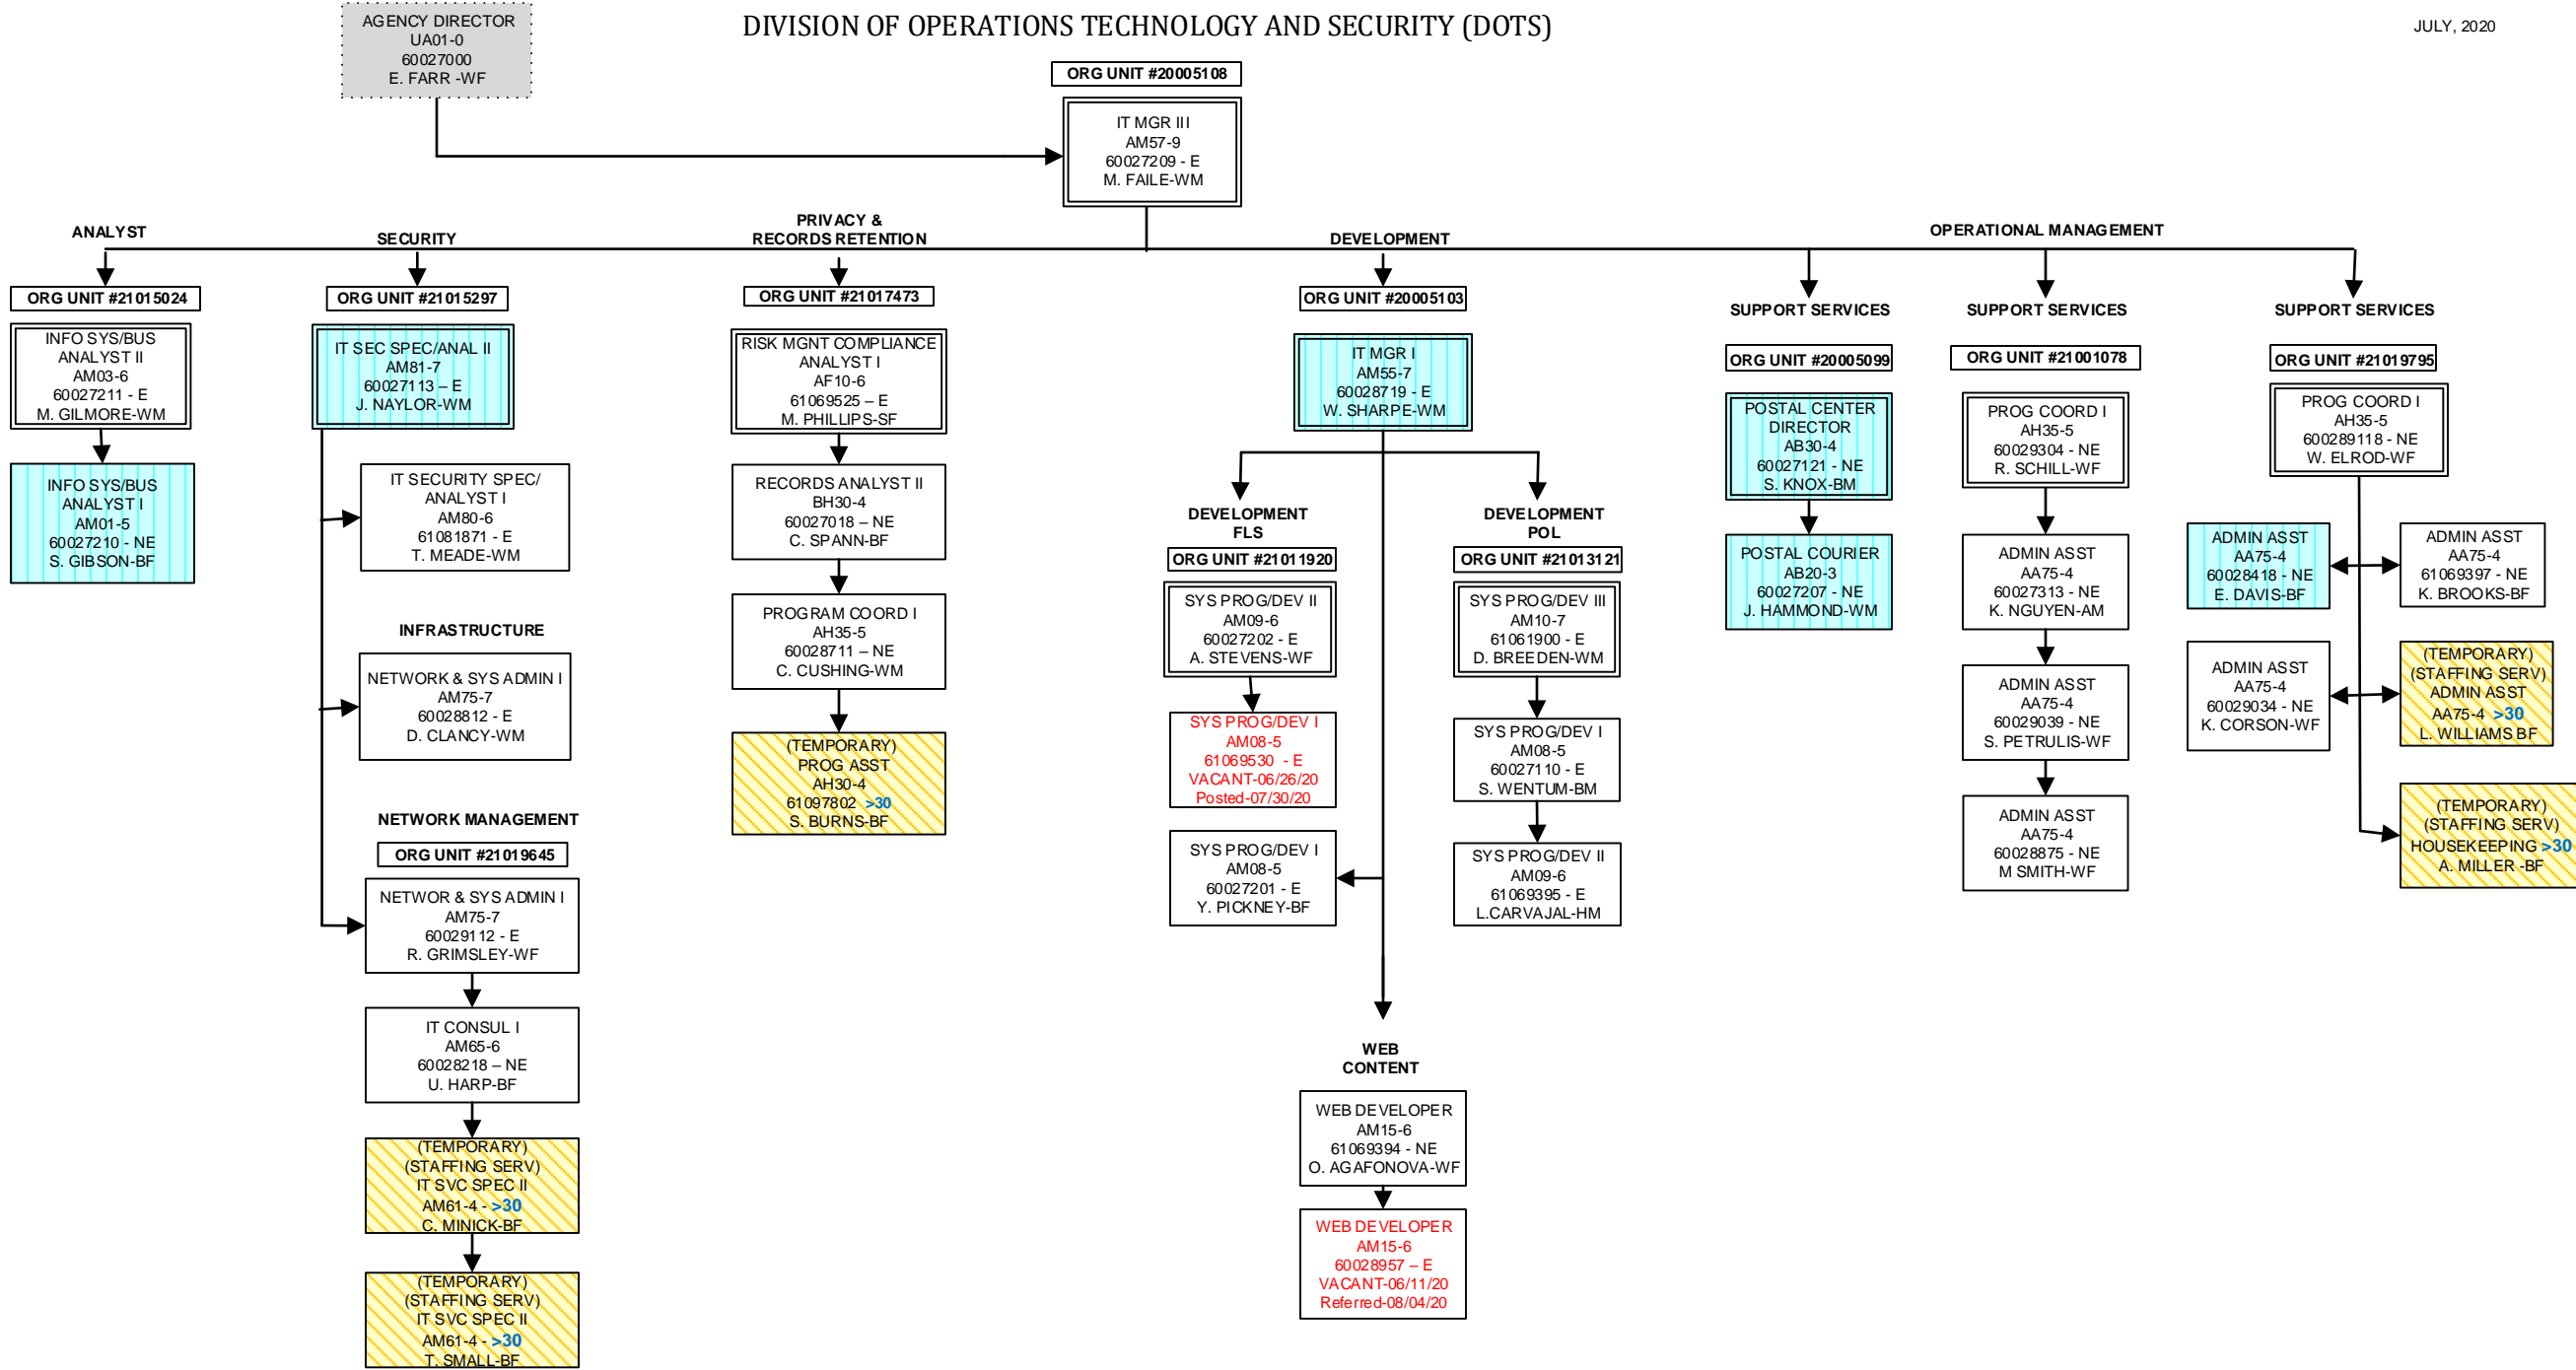 AGENCY DIRECTOR
UA01-0
60027000
E. FARR -WF
DIVISION OF OPERATIONS TECHNOLOGY AND SECURITY (DOTS)
JULY, 2020
ORG UNIT #20005108
IT MGR III
AM57-9
60027209 - E
M. FAILE-WM
ANALYST
ORG UNIT #21015024
INFO SYS/BUS
ANALYST II
AM03-6
60027211 - E
M. GILMORE-WM
INFO SYS/BUS
ANALYST I
AM01-5
60027210 - NE
S. GIBSON-BF
SECURITY
ORG UNIT #21015297
IT SEC SPEC/ANAL II
AM81-7
60027113 – E
J. NAYLOR-WM
IT SECURITY SPEC/
ANALYST I
AM80-6
61081871 - E
T. MEADE-WM
INFRASTRUCTURE
NETWORK & SYS ADMIN I
AM75-7
60028812 - E
D. CLANCY-WM
NETWORK MANAGEMENT
ORG UNIT #21019645
NETWOR & SYS ADMIN I
AM75-7
60029112 - E
R. GRIMSLEY-WF
IT CONSUL I
AM65-6
60028218 – NE
U. HARP-BF
(TEMPORARY)
(STAFFING SERV)
IT SVC SPEC II
AM61-4 - >30
C. MINICK-BF
(TEMPORARY)
(STAFFING SERV)
IT SVC SPEC II
AM61-4 - >30
T. SMALL-BF
PRIVACY &
RECORDS RETENTION
ORG UNIT #21017473
RISK MGNT COMPLIANCE
ANALYST I
AF10-6
61069525 – E
M. PHILLIPS-SF
RECORDS ANALYST II
BH30-4
60027018 – NE
C. SPANN-BF
PROGRAM COORD I
AH35-5
60028711 – NE
C. CUSHING-WM
(TEMPORARY)
PROG ASST
AH30-4
61097802 >30
S. BURNS-BF
DEVELOPMENT
ORG UNIT #20005103
IT MGR I
AM55-7
60028719 - E
W. SHARPE-WM
DEVELOPMENT
FLS
ORG UNIT #21011920
SYS PROG/DEV II
AM09-6
60027202 - E
A. STEVENS-WF
SYS PROG/DEV I
AM08-5
61069530 - E
VACANT-06/26/20
Posted-07/30/20
SYS PROG/DEV I
AM08-5
60027201 - E
Y. PICKNEY-BF
DEVELOPMENT
POL
ORG UNIT #21013121
SYS PROG/DEV III
AM10-7
61061900 - E
D. BREEDEN-WM
SYS PROG/DEV I
AM08-5
60027110 - E
S. WENTUM-BM
SYS PROG/DEV II
AM09-6
61069395 - E
L.CARVAJAL-HM
WEB
CONTENT
WEB DEVELOPER
AM15-6
61069394 - NE
O. AGAFONOVA-WF
WEB DEVELOPER
AM15-6
60028957 – E
VACANT-06/11/20
Referred-08/04/20
OPERATIONAL MANAGEMENT
SUPPORT SERVICES
ORG UNIT #20005099
POSTAL CENTER
DIRECTOR
AB30-4
60027121 - NE
S. KNOX-BM
POSTAL COURIER
AB20-3
60027207 - NE
J. HAMMOND-WM
SUPPORT SERVICES
ORG UNIT #21001078
PROG COORD I
AH35-5
60029304 - NE
R. SCHILL-WF
ADMIN ASST
AA75-4
60027313 - NE
K. NGUYEN-AM
ADMIN ASST
AA75-4
60029039 - NE
S. PETRULIS-WF
ADMIN ASST
AA75-4
60028875 - NE
M SMITH-WF
SUPPORT SERVICES
ORG UNIT #21019795
PROG COORD I
AH35-5
600289118 - NE
W. ELROD-WF
ADMIN ASST
AA75-4
60028418 - NE
E. DAVIS-BF
ADMIN ASST
AA75-4
61069397 - NE
K. BROOKS-BF
ADMIN ASST
AA75-4
60029034 - NE
K. CORSON-WF
(TEMPORARY)
(STAFFING SERV)
ADMIN ASST
AA75-4 >30
L. WILLIAMS BF
(TEMPORARY)
(STAFFING SERV)
HOUSEKEEPING >30
A. MILLER -BF